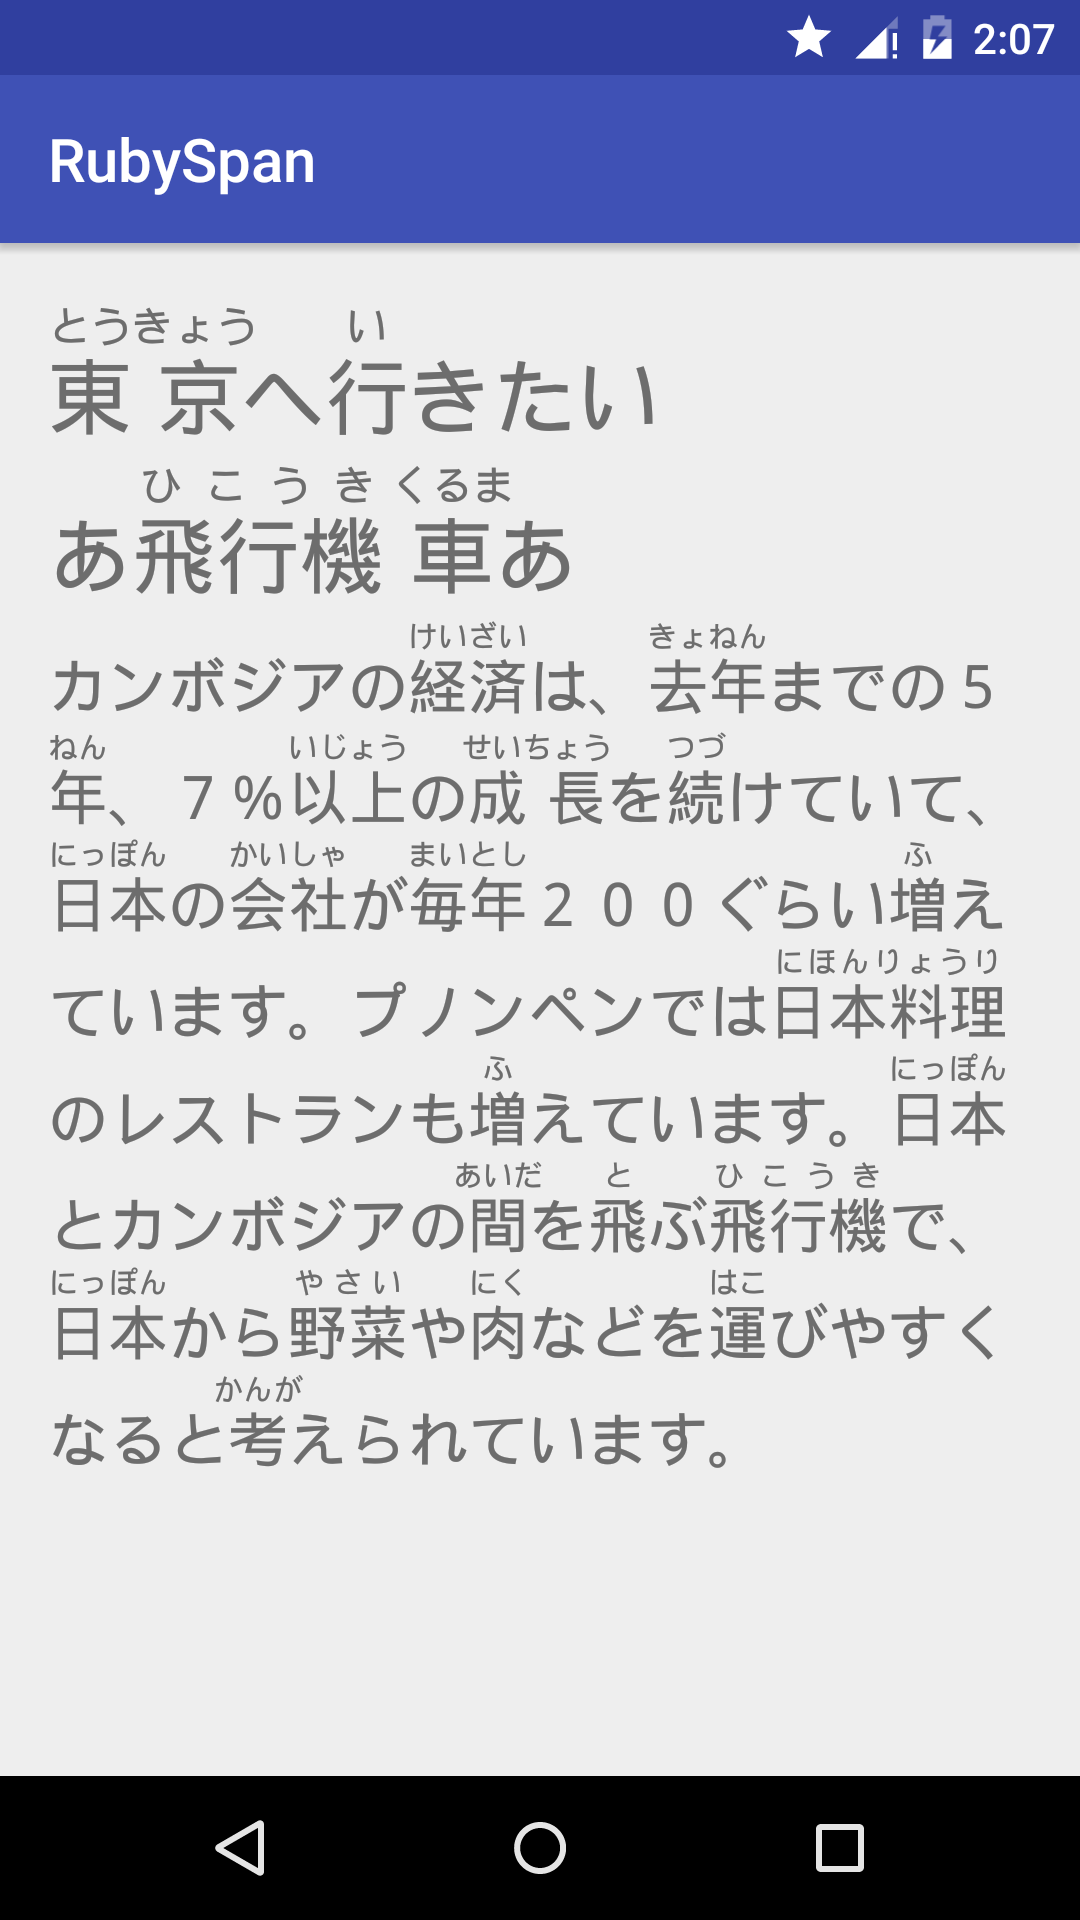 2:07
RubySpan
とうきょう い
東京へ行きたい
ひこうき くるま
あ飛行機車あ
けいざい きょねん
カンボジアの経済は、去年までの５
ねん いじょう せいちょう つづ
年、７％以上の成長を続けていて、
にっぽん かいしゃ まいとし ふ
日本の会社が毎年２００ぐらい増え
にほんりょうり
ています。プノンペンでは日本料理
ふ にっぽん
のレストランも増えています。日本
あいだ と ひこうき
とカンボジアの間を飛ぶ飛行機で、
にっぽん やさい にく はこ
日本から野菜や肉などを運びやすく
かんが
なると考えられています。